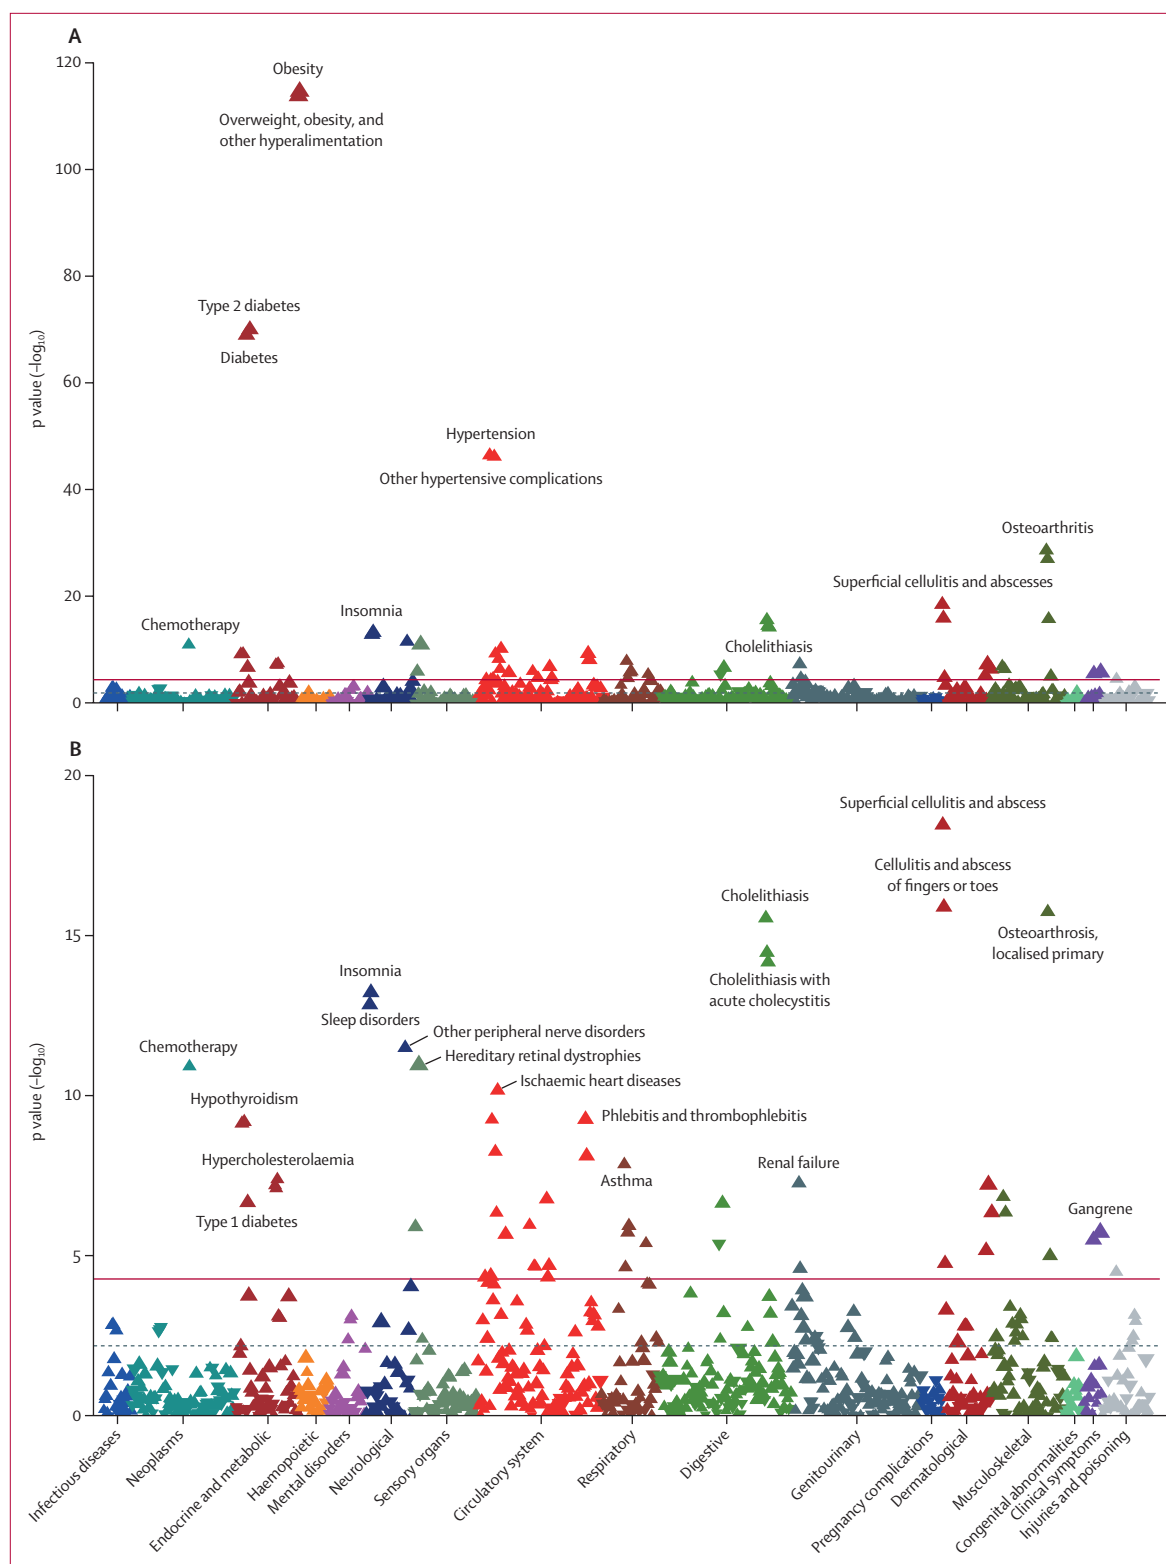 A
120
Obesity
Overweight, obesity, and
other hyperalimentation
100
80
Type 2 diabetes
Diabetes
60
p value (–log₁₀)
Hypertension
Other hypertensive complications
40
Osteoarthritis
Superficial cellulitis and abscesses
20
Insomnia
Chemotherapy
Cholelithiasis
0
B
20
Superficial cellulitis and abscess
Cellulitis and abscess
of fingers or toes
Cholelithiasis
15
Osteoarthrosis,
localised primary
Insomnia
Cholelithiasis with
acute cholecystitis
Sleep disorders
Other peripheral nerve disorders
Chemotherapy
Hereditary retinal dystrophies
Ischaemic heart diseases
p value (–log₁₀)
10
Hypothyroidism
Phlebitis and thrombophlebitis
Hypercholesterolaemia
Renal failure
Asthma
Type 1 diabetes
Gangrene
5
0
Infectious diseases
Neoplasms
Endocrine and metabolic
Haemopoietic
Mental disorders
Neurological
Sensory organs
Circulatory system
Respiratory
Digestive
Genitourinary
Pregnancy complications
Dermatological
Musculoskeletal
Congenital abnormalities
Clinical symptoms
Injuries and poisoning